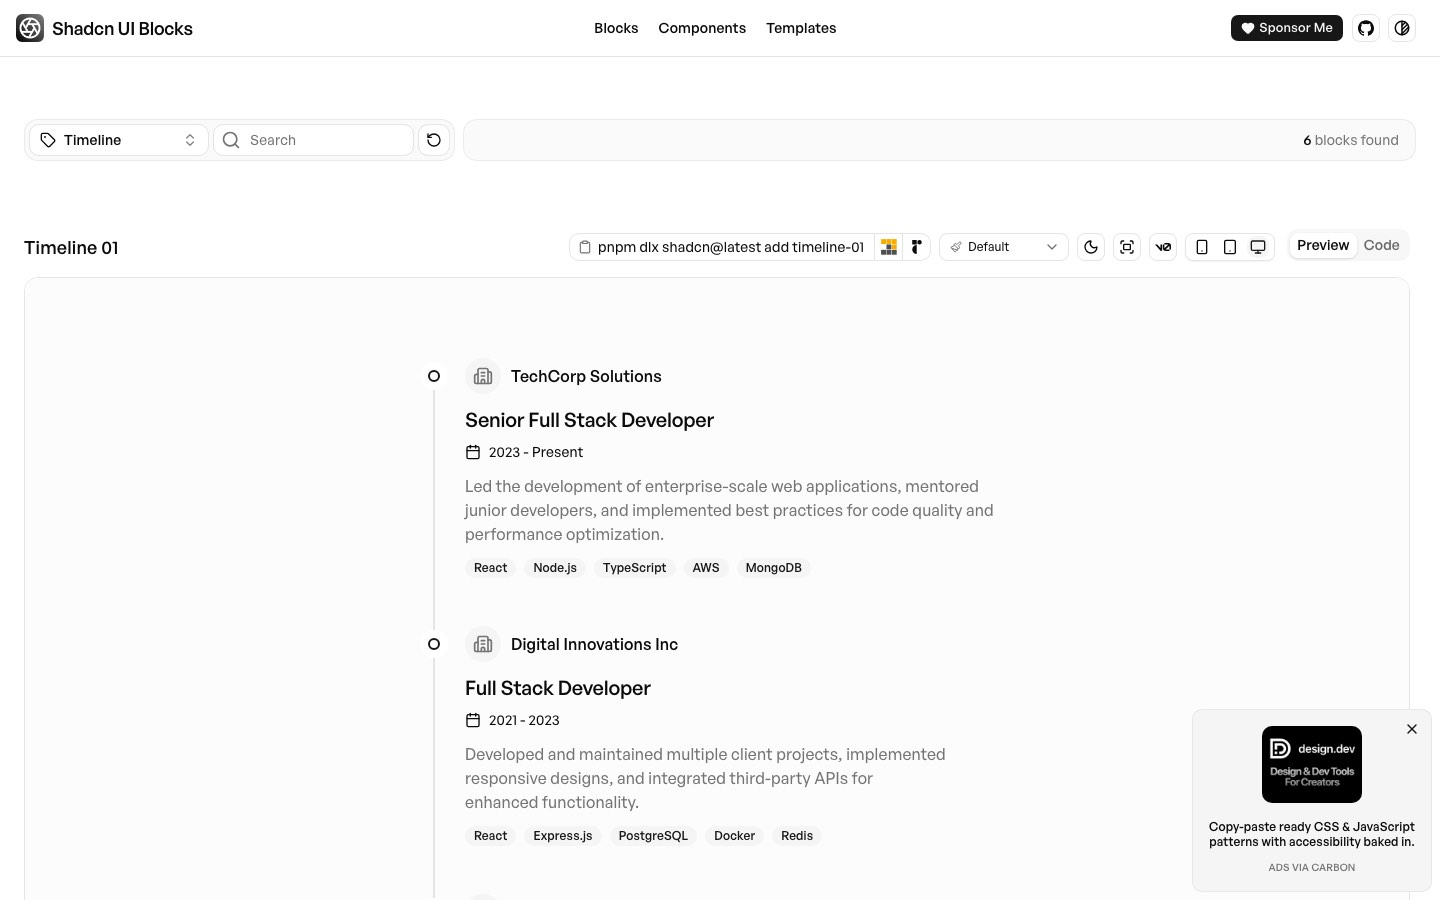 Shadcn UI Blocks
Blocks Components Templates
Sponsor Me
Timeline
Search
6 blocks found
Timeline 01
pnpm dlx shadcn@latest add timeline-01
Default
v0
Preview Code
TechCorp Solutions
Senior Full Stack Developer
2023 - Present
Led the development of enterprise-scale web applications, mentored
junior developers, and implemented best practices for code quality and
performance optimization.
React Node.js TypeScript AWS MongoDB
Digital Innovations Inc
Full Stack Developer
2021 - 2023
Developed and maintained multiple client projects, implemented
responsive designs, and integrated third-party APIs for
enhanced functionality.
React Express.js PostgreSQL Docker Redis
design.dev
Design & Dev Tools
For Creators
Copy-paste ready CSS & JavaScript
patterns with accessibility baked in.
ADS VIA CARBON